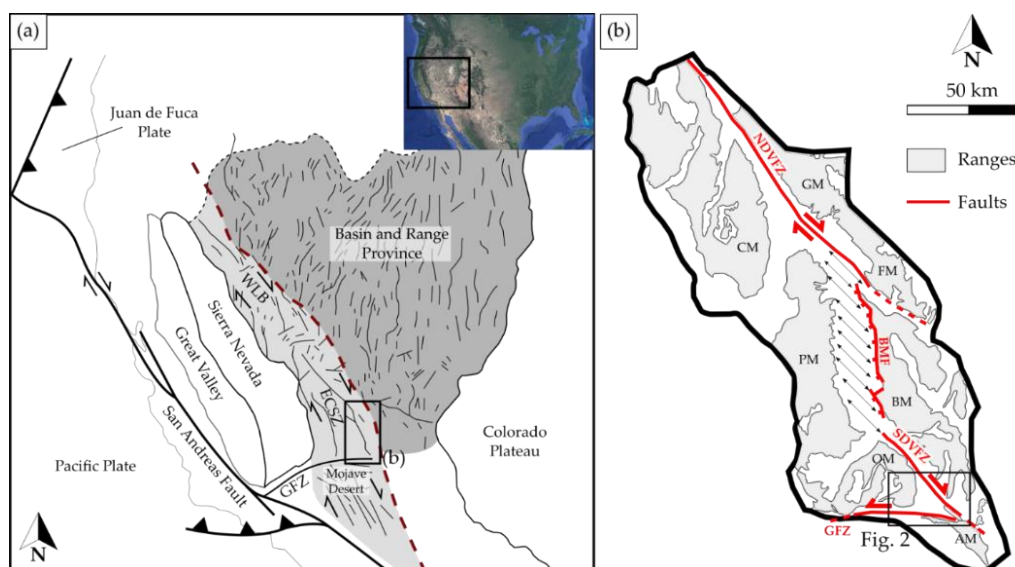 (a)
Juan de Fuca
Plate
Basin and Range
Province
WLB
Sierra Nevada
Great Valley
ECSZ
San Andreas Fault
Pacific Plate
GFZ
Mojave
Desert
(b)
Colorado
Plateau
N
(b)
N
50 km
Ranges
Faults
NDVFZ
GM
CM
FM
PM
BMF
BM
SDVFZ
OM
GFZ
Fig. 2
AM